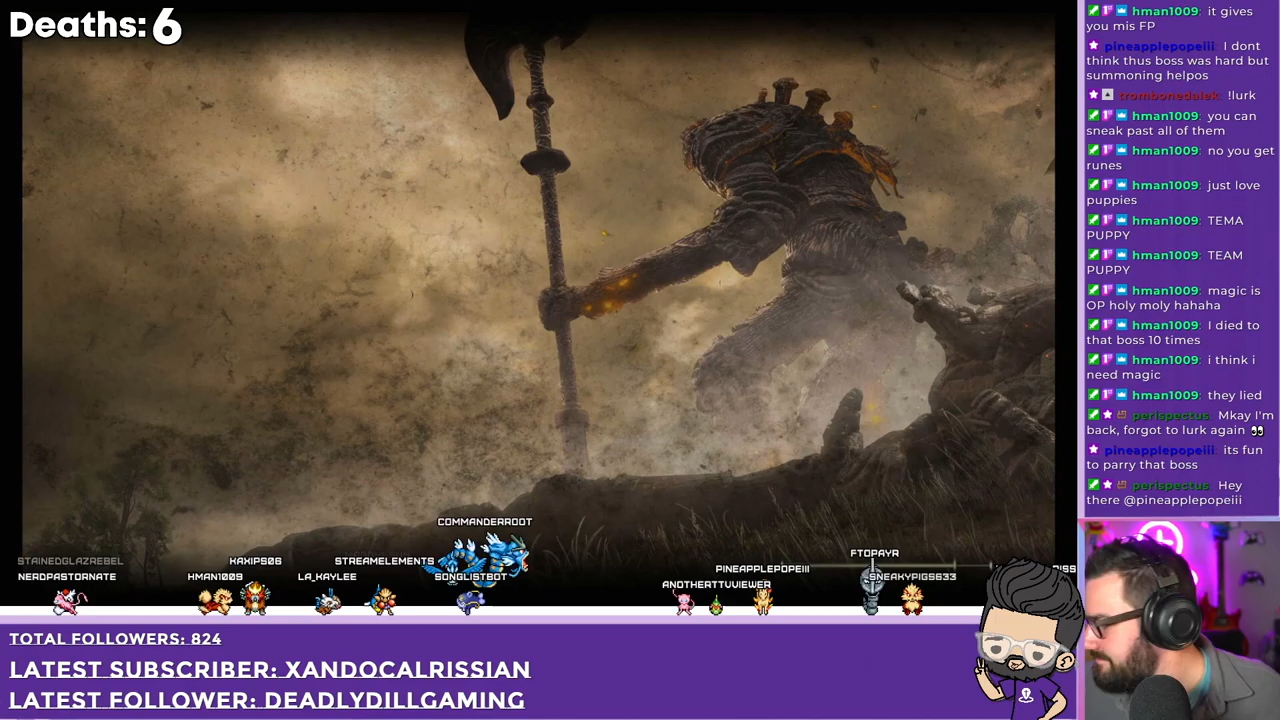 Deaths: 6
hman1009: it gives
you mis FP
pineapplepopeiii: I dont
think thus boss was hard but
summoning helpos
trombonedalek: !lurk
hman1009: you can
sneak past all of them
hman1009: no you get
runes
hman1009: just love
puppies
hman1009: TEMA
PUPPY
hman1009: TEAM
PUPPY
hman1009: magic is
OP holy moly hahaha
hman1009: I died to
that boss 10 times
hman1009: i think i
need magic
hman1009: they lied
perispectus: Mkay I'm
back, forgot to lurk again 👀
pineapplepopeiii: its fun
to parry that boss
perispectus: Hey
there @pineapplepopeiii
COMMANDERROOT
STAINEDGLAZREBEL
KAXIPS06
STREAMELEMENTS
FTOPAYR
NERDPASTORNATE
HMAN1009
LA_KAYLEE
SONGLISTBOT
PINEAPPLEPOPEIII
ANOTHERTTVVIEWER
SNEAKYPIGS633
TOTAL FOLLOWERS: 824
LATEST SUBSCRIBER: XANDOCALRISSIAN
LATEST FOLLOWER: DEADLYDILLGAMING